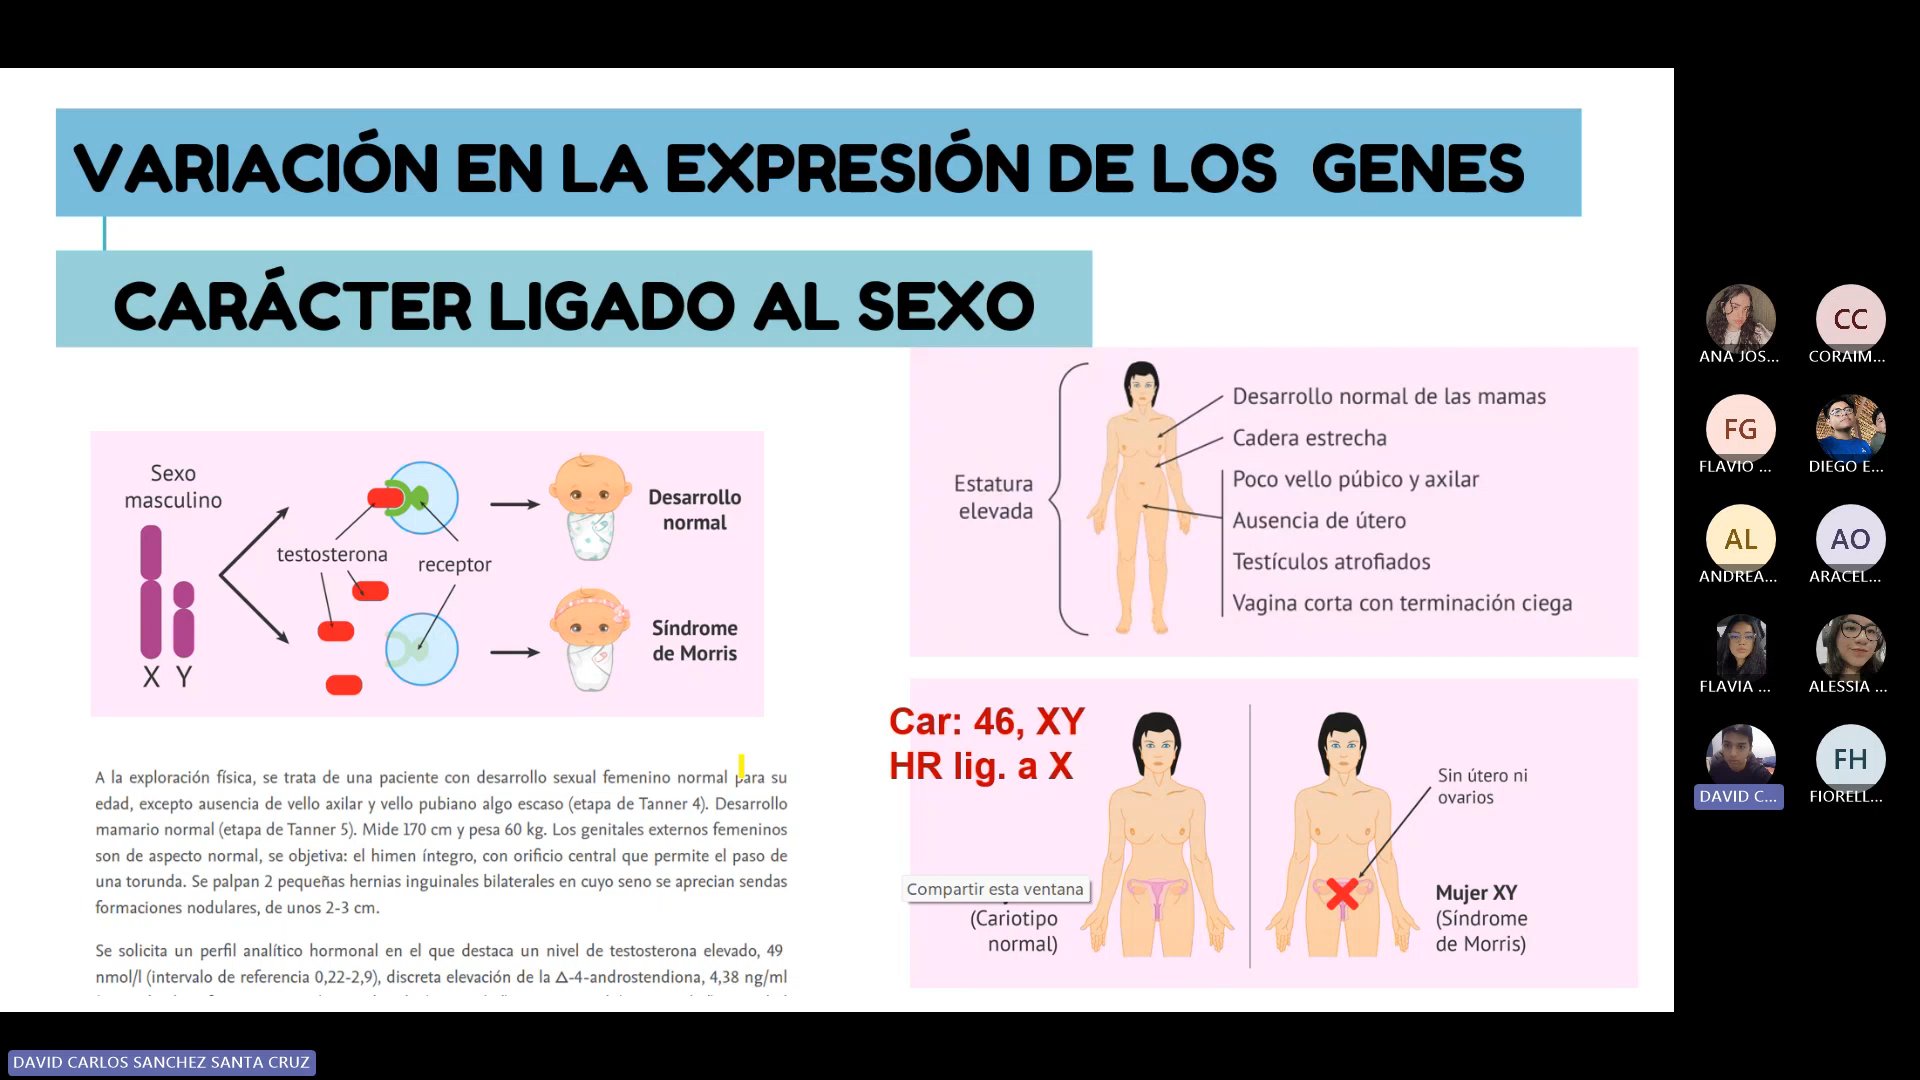 VARIACIÓN EN LA EXPRESIÓN DE LOS GENES
CARÁCTER LIGADO AL SEXO
Sexo
masculino
X Y
testosterona
receptor
Desarrollo
normal
Síndrome
de Morris
Estatura
elevada
Desarrollo normal de las mamas
Cadera estrecha
Poco vello púbico y axilar
Ausencia de útero
Testículos atrofiados
Vagina corta con terminación ciega
A la exploración física, se trata de una paciente con desarrollo sexual femenino normal para su
edad, excepto ausencia de vello axilar y vello pubiano algo escaso (etapa de Tanner 4). Desarrollo
mamario normal (etapa de Tanner 5). Mide 170 cm y pesa 60 kg. Los genitales externos femeninos
son de aspecto normal, se objetiva: el himen íntegro, con orificio central que permite el paso de
una torunda. Se palpan 2 pequeñas hernias inguinales bilaterales en cuyo seno se aprecian sendas
formaciones nodulares, de unos 2-3 cm.
Se solicita un perfil analítico hormonal en el que destaca un nivel de testosterona elevado, 49
nmol/l (intervalo de referencia 0,22-2,9), discreta elevación de la Δ-4-androstendiona, 4,38 ng/ml
Car: 46, XY
HR lig. a X
Compartir esta ventana
(Cariotipo
normal)
Sin útero ni
ovarios
Mujer XY
(Síndrome
de Morris)
ANA JOS...
CC
CORAIM...
FG
FLAVIO ...
DIEGO E...
AL
ANDREA...
AO
ARACEL...
FLAVIA ...
ALESSIA ...
DAVID C...
FH
FIORELL...
DAVID CARLOS SANCHEZ SANTA CRUZ